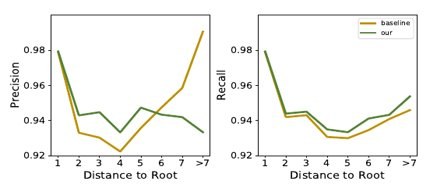 Precision
0.98
0.96
0.94
0.92
1 2 3 4 5 6 7 >7
Distance to Root
Recall
0.98
0.96
0.94
0.92
1 2 3 4 5 6 7 >7
Distance to Root
baseline
our